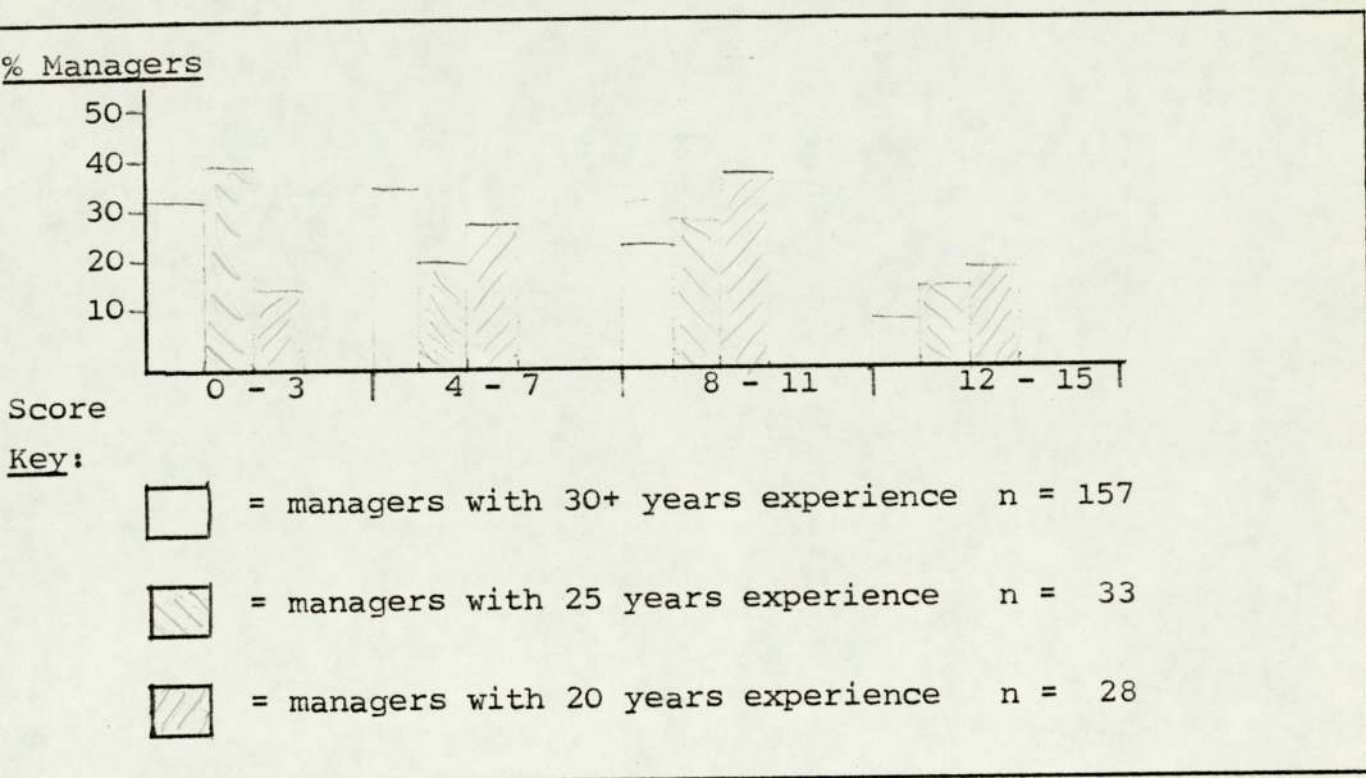 % Managers
50
40
30
20
10
0 - 3 4 - 7 8 - 11 12 - 15
Score
Key:
= managers with 30+ years experience n = 157
= managers with 25 years experience n = 33
= managers with 20 years experience n = 28